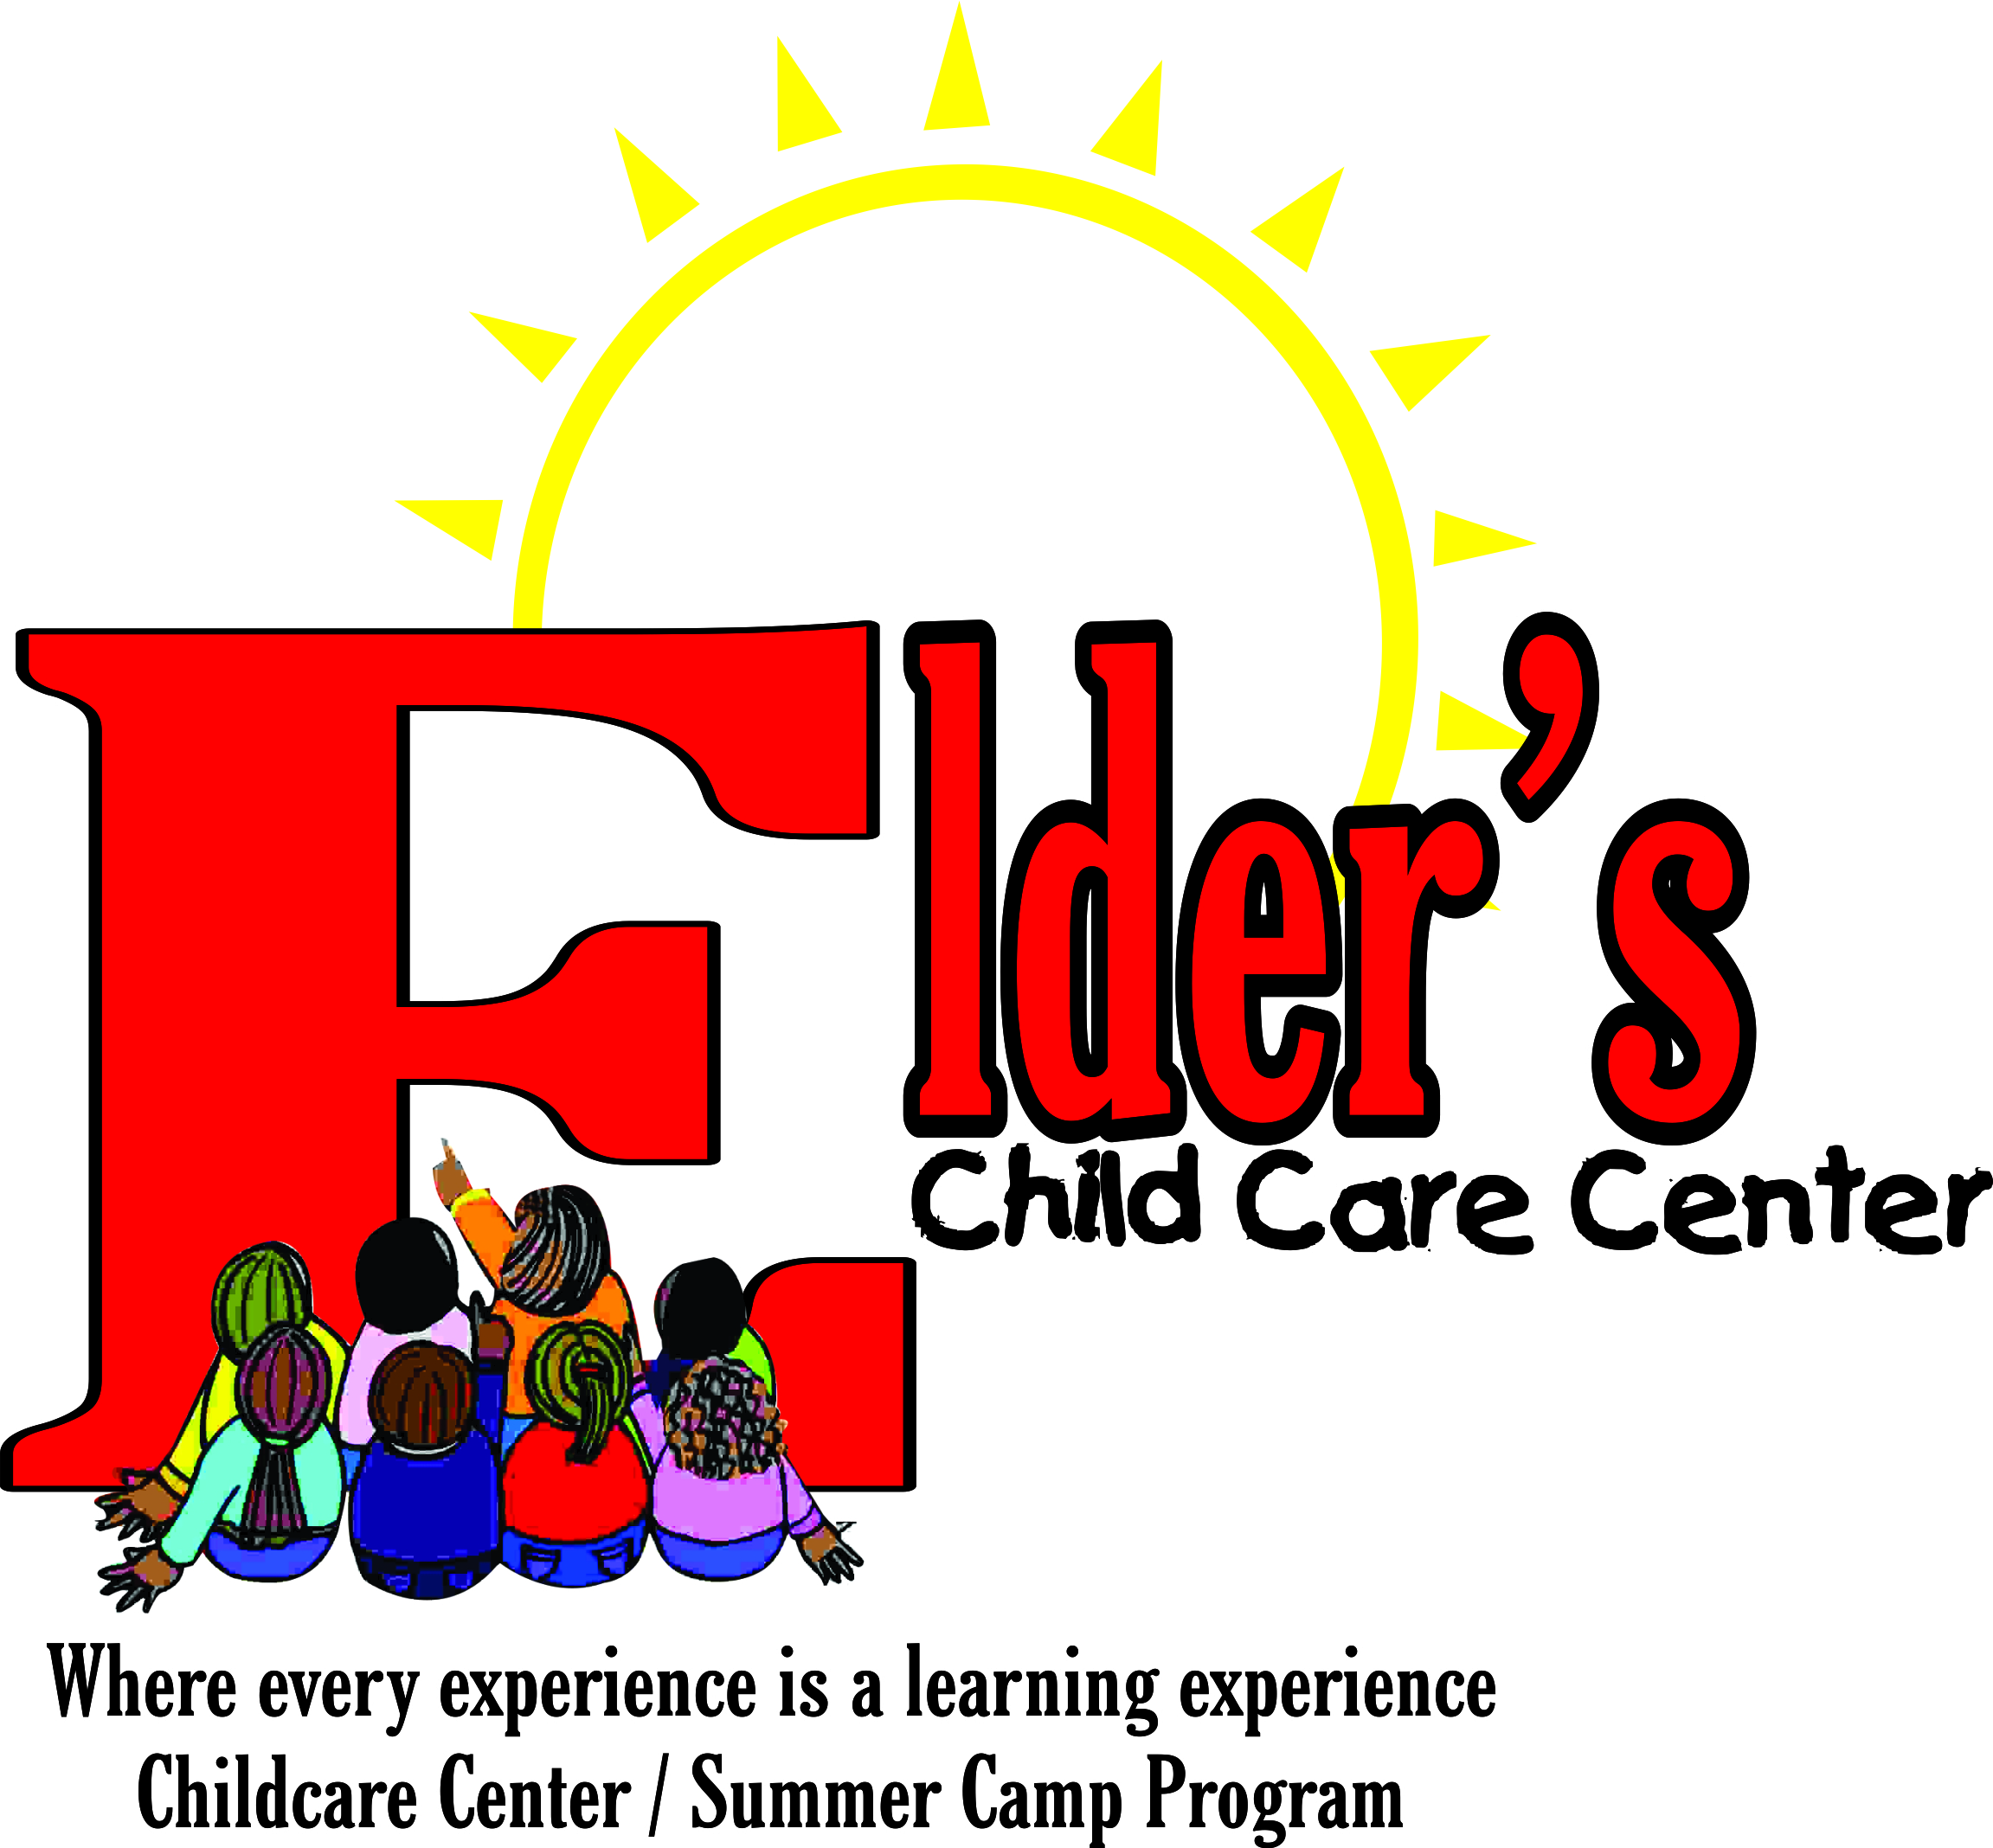 Elder's
Child Care Center
Where every experience is a learning experience
Childcare Center / Summer Camp Program